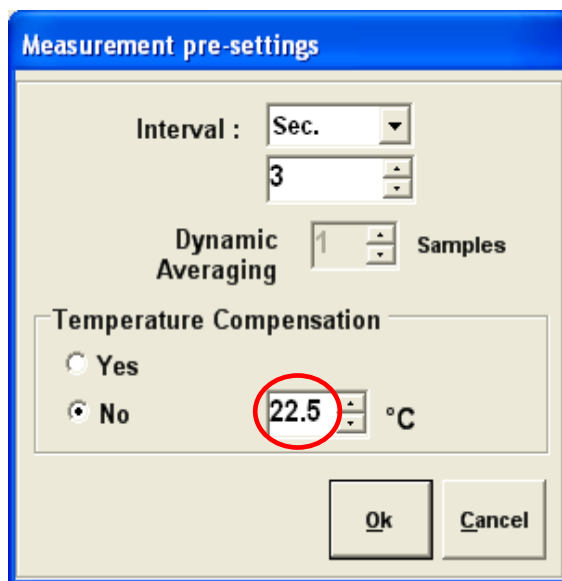 Measurement pre-settings
Interval : Sec.
3
Dynamic
Averaging 1 Samples
Temperature Compensation
Yes
No 22.5 °C
Ok Cancel